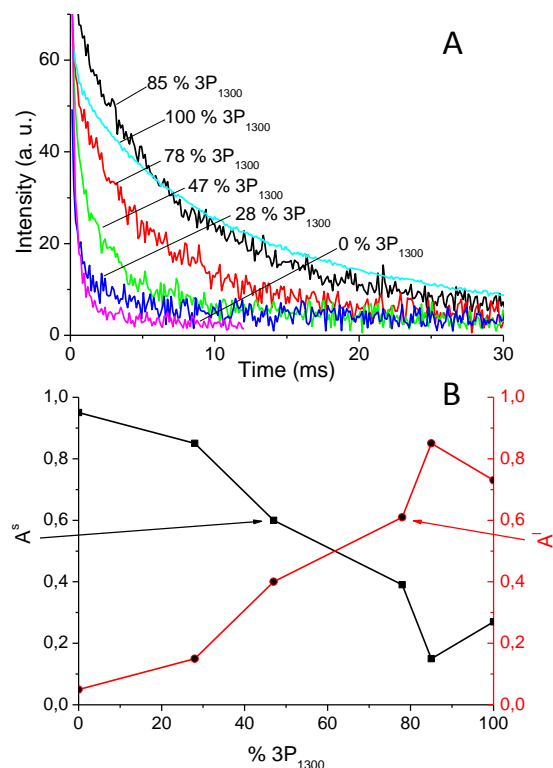 A
60
40
20
0
Intensity (a. u.)
85 % 3P1300
100 % 3P1300
78 % 3P1300
47 % 3P1300
28 % 3P1300
0 % 3P1300
0 10 20 30
Time (ms)
B
1,0 1,0
0,8 0,8
0,6 0,6
0,4 0,4
0,2 0,2
0,0 0,0
As
Al
0 20 40 60 80 100
% 3P1300